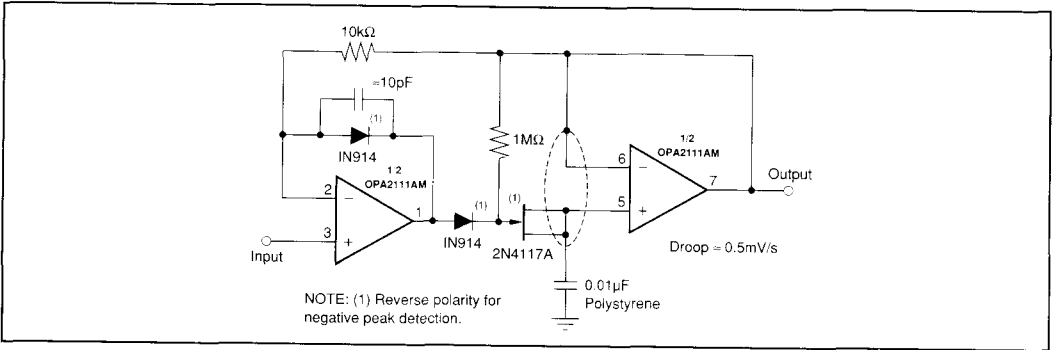 10kΩ
≈10pF
(1)
IN914
1/2
OPA2111AM
2
−
3
+
1
Input
(1)
IN914
1MΩ
(1)
2N4117A
0.01µF
Polystyrene
1/2
OPA2111AM
6
−
5
+
7
Output
Droop ≈ 0.5mV/s
NOTE: (1) Reverse polarity for
negative peak detection.